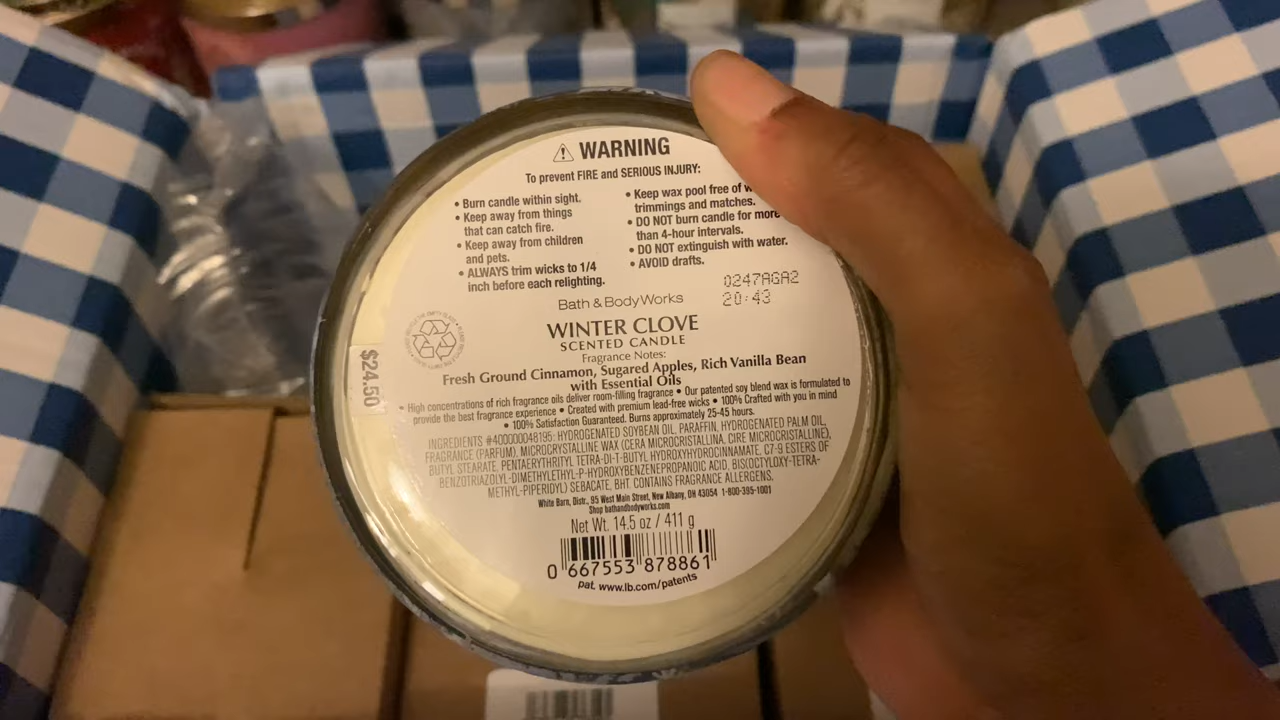 WARNING
To prevent FIRE and SERIOUS INJURY:
• Burn candle within sight.
• Keep away from things
that can catch fire.
• Keep away from children
and pets.
• ALWAYS trim wicks to 1/4
inch before each relighting.
• Keep wax pool free of
trimmings and matches.
• DO NOT burn candle for more
than 4-hour intervals.
• DO NOT extinguish with water.
• AVOID drafts.
0247AGA2
20:43
Bath & Body Works
WINTER CLOVE
SCENTED CANDLE
Fragrance Notes:
Fresh Ground Cinnamon, Sugared Apples, Rich Vanilla Bean
with Essential Oils
$24.50
• High concentrations of rich fragrance oils deliver room-filling fragrance • Our patented soy blend wax is formulated to
provide the best fragrance experience • Created with premium lead-free wicks • 100% Crafted with you in mind
• 100% Satisfaction Guaranteed. Burns approximately 25-45 hours.
INGREDIENTS #400000048195: HYDROGENATED SOYBEAN OIL, PARAFFIN, HYDROGENATED PALM OIL,
FRAGRANCE (PARFUM), MICROCRYSTALLINE WAX (CERA MICROCRISTALLINA, CIRE MICROCRISTALLINE),
BUTYL STEARATE, PENTAERYTHRITYL TETRA-DI-T-BUTYL HYDROXYHYDROCINNAMATE, C7-9 ESTERS OF
BENZOTRIAZOLYL-DIMETHYLETHYL-P-HYDROXYBENZENEPROPANOIC ACID, BIS(OCTYLOXY-TETRA-
METHYL-PIPERIDYL) SEBACATE, BHT. CONTAINS FRAGRANCE ALLERGENS.
White Barn, Distr., 95 West Main Street, New Albany, OH 43054 1-800-395-1001
Shop bathandbodyworks.com
Net Wt. 14.5 oz / 411 g
0 667553 878861
pat. www.lb.com/patents